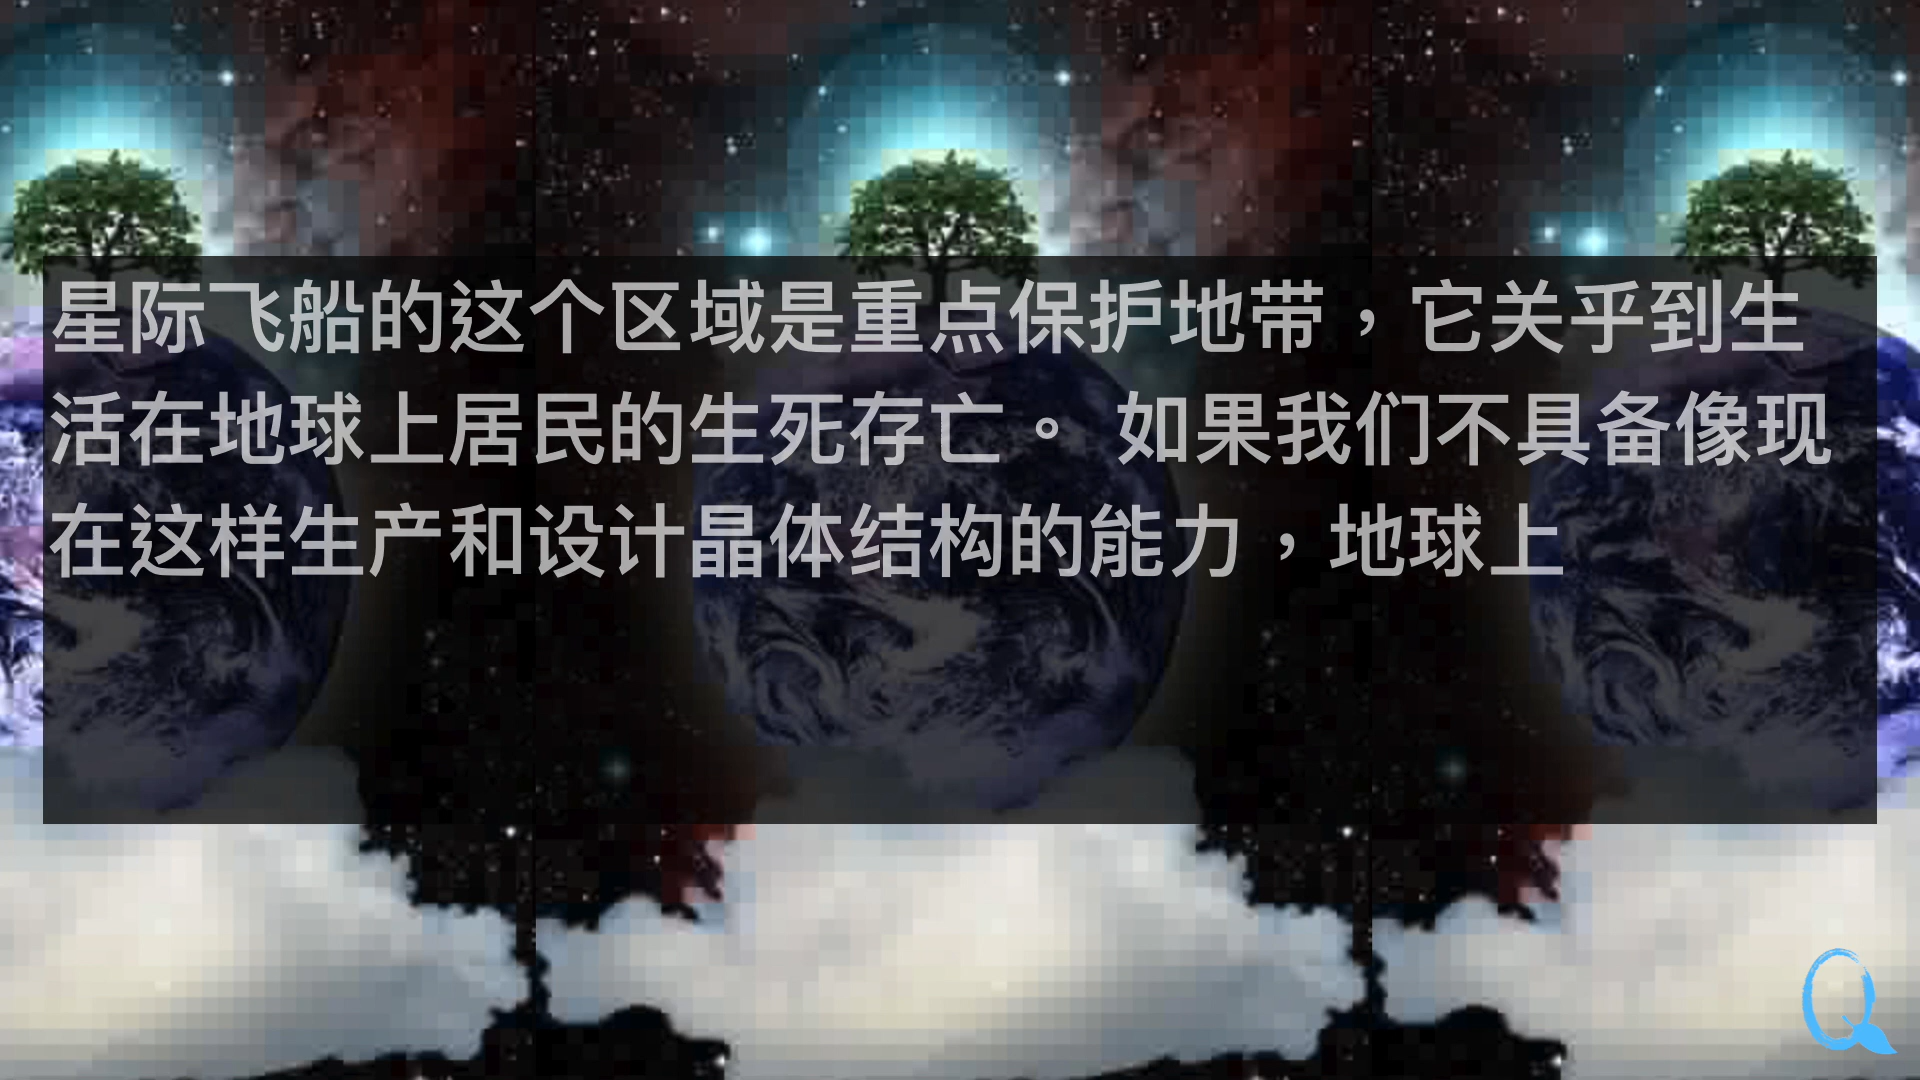 星际飞船的这个区域是重点保护地带，它关乎到生
活在地球上居民的生死存亡。 如果我们不具备像现
在这样生产和设计晶体结构的能力，地球上